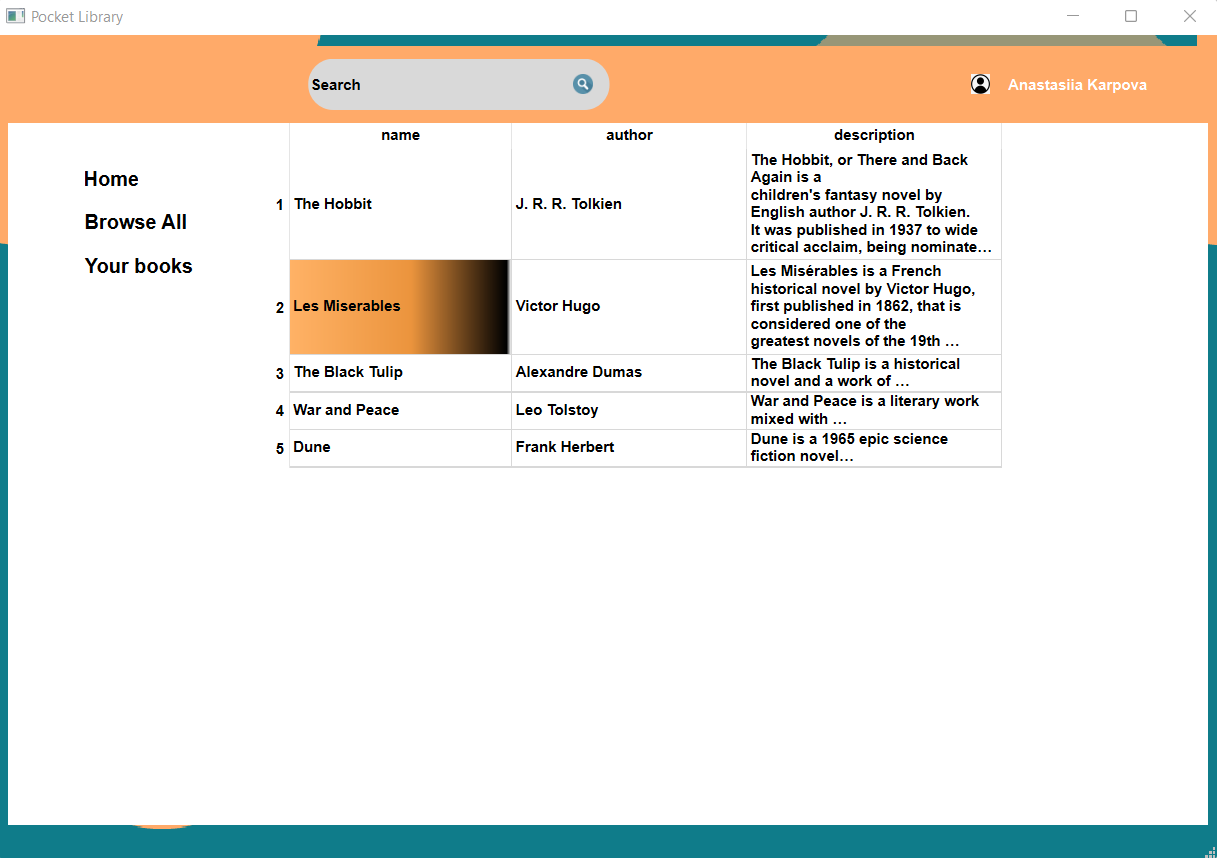 Pocket Library
Search
Anastasiia Karpova
Home
Browse All
Your books
name author description
1 The Hobbit J. R. R. Tolkien
The Hobbit, or There and Back
Again is a
children's fantasy novel by
English author J. R. R. Tolkien.
It was published in 1937 to wide
critical acclaim, being nominate…
2 Les Miserables Victor Hugo
Les Misérables is a French
historical novel by Victor Hugo,
first published in 1862, that is
considered one of the
greatest novels of the 19th …
3 The Black Tulip Alexandre Dumas
The Black Tulip is a historical
novel and a work of …
4 War and Peace Leo Tolstoy
War and Peace is a literary work
mixed with …
5 Dune Frank Herbert
Dune is a 1965 epic science
fiction novel…